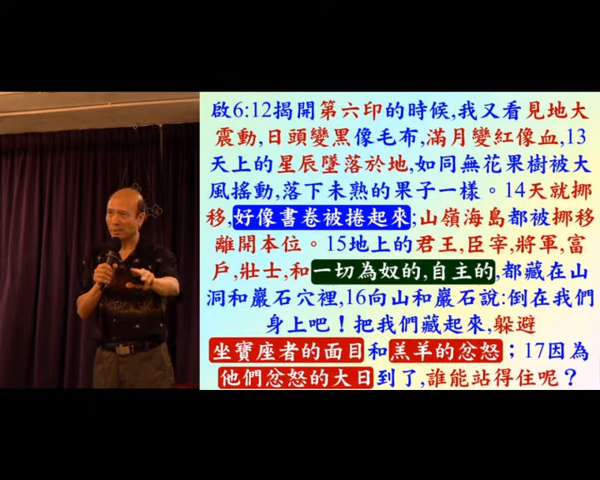 啟6:12揭開第六印的時候,我又看見地大
震動,日頭變黑像毛布,滿月變紅像血,13
天上的星辰墜落於地,如同無花果樹被大
風搖動,落下未熟的果子一樣。14天就挪
移,好像書卷被捲起來;山嶺海島都被挪移
離開本位。15地上的君王,臣宰,將軍,富
戶,壯士,和一切為奴的,自主的,都藏在山
洞和巖石穴裡,16向山和巖石說:倒在我們
身上吧！把我們藏起來,躲避
坐寶座者的面目和羔羊的忿怒；17因為
他們忿怒的大日到了,誰能站得住呢？